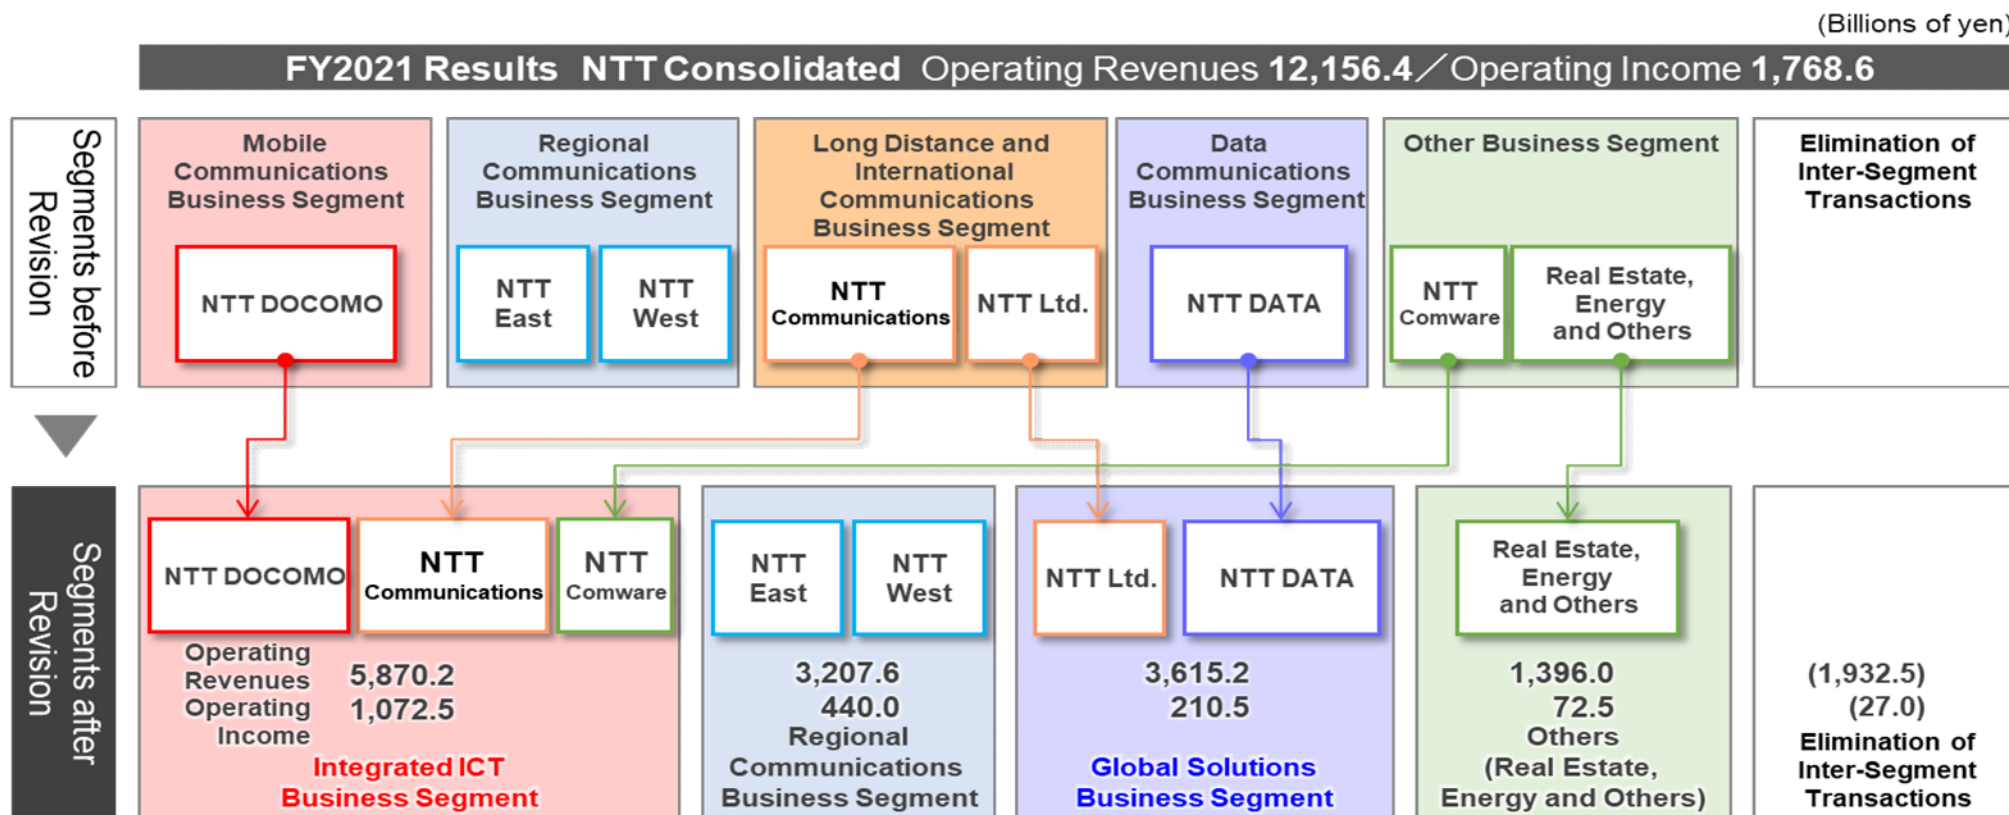 (Billions of yen)
FY2021 Results NTT Consolidated Operating Revenues 12,156.4／Operating Income 1,768.6
Segments before
Revision
Mobile
Communications
Business Segment
NTT DOCOMO
Regional
Communications
Business Segment
NTT
East
NTT
West
Long Distance and
International
Communications
Business Segment
NTT
Communications
NTT Ltd.
Data
Communications
Business Segment
NTT DATA
Other Business Segment
NTT
Comware
Real Estate,
Energy
and Others
Elimination of
Inter-Segment
Transactions
Segments after
Revision
NTT DOCOMO
NTT
Communications
NTT
Comware
Operating
Revenues 5,870.2
Operating
Income 1,072.5
Integrated ICT
Business Segment
NTT
East
NTT
West
3,207.6
440.0
Regional
Communications
Business Segment
NTT Ltd.
NTT DATA
3,615.2
210.5
Global Solutions
Business Segment
Real Estate,
Energy
and Others
1,396.0
72.5
Others
(Real Estate,
Energy and Others)
(1,932.5)
(27.0)
Elimination of
Inter-Segment
Transactions